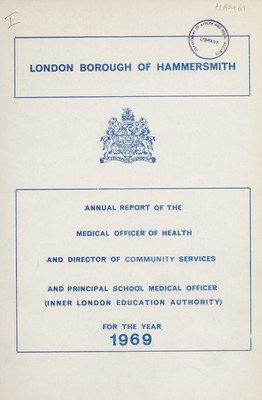 I
LONDON BOROUGH OF HAMMERSMITH
LIBRARY
ANNUAL REPORT OF THE
MEDICAL OFFICER OF HEALTH
AND DIRECTOR OF COMMUNITY SERVICES
AND PRINCIPAL SCHOOL MEDICAL OFFICER
(INNER LONDON EDUCATION AUTHORITY)
FOR THE YEAR
1969